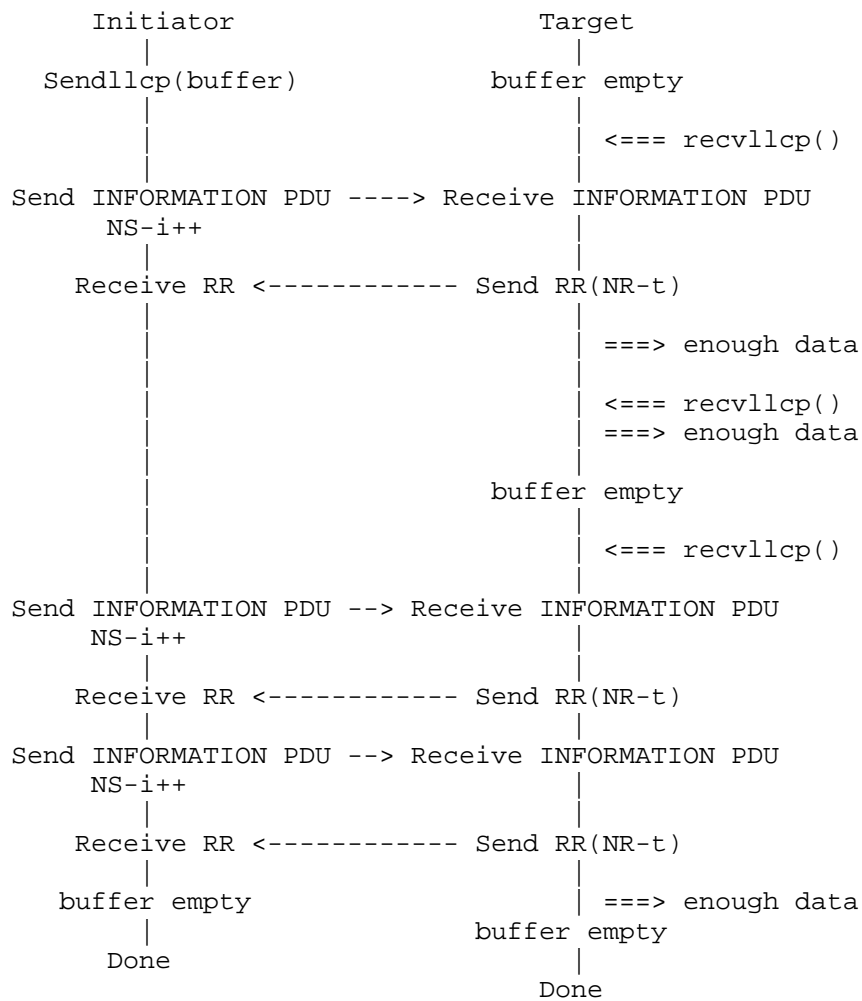 Initiator Target
Sendllcp(buffer) buffer empty
<=== recvllcp()
Send INFORMATION PDU ----> Receive INFORMATION PDU
NS-i++
Receive RR <------------ Send RR(NR-t)
===> enough data
<=== recvllcp()
===> enough data
buffer empty
<=== recvllcp()
Send INFORMATION PDU --> Receive INFORMATION PDU
NS-i++
Receive RR <------------ Send RR(NR-t)
Send INFORMATION PDU --> Receive INFORMATION PDU
NS-i++
Receive RR <------------ Send RR(NR-t)
buffer empty ===> enough data
buffer empty
Done
Done